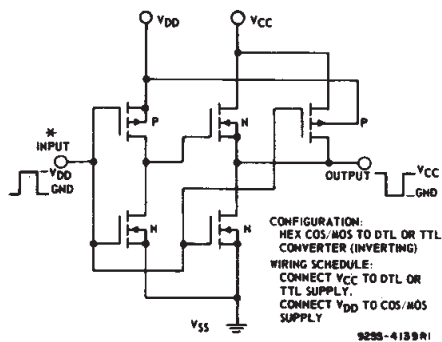 VDD
VCC
P
N
P
*
INPUT
VDD
GND
OUTPUT
VCC
GND
N
N
VSS
CONFIGURATION:
HEX COS/MOS TO DTL OR TTL
CONVERTER (INVERTING)
WIRING SCHEDULE:
CONNECT VCC TO DTL OR
TTL SUPPLY.
CONNECT VDD TO COS/MOS
SUPPLY
92SS-4139R1